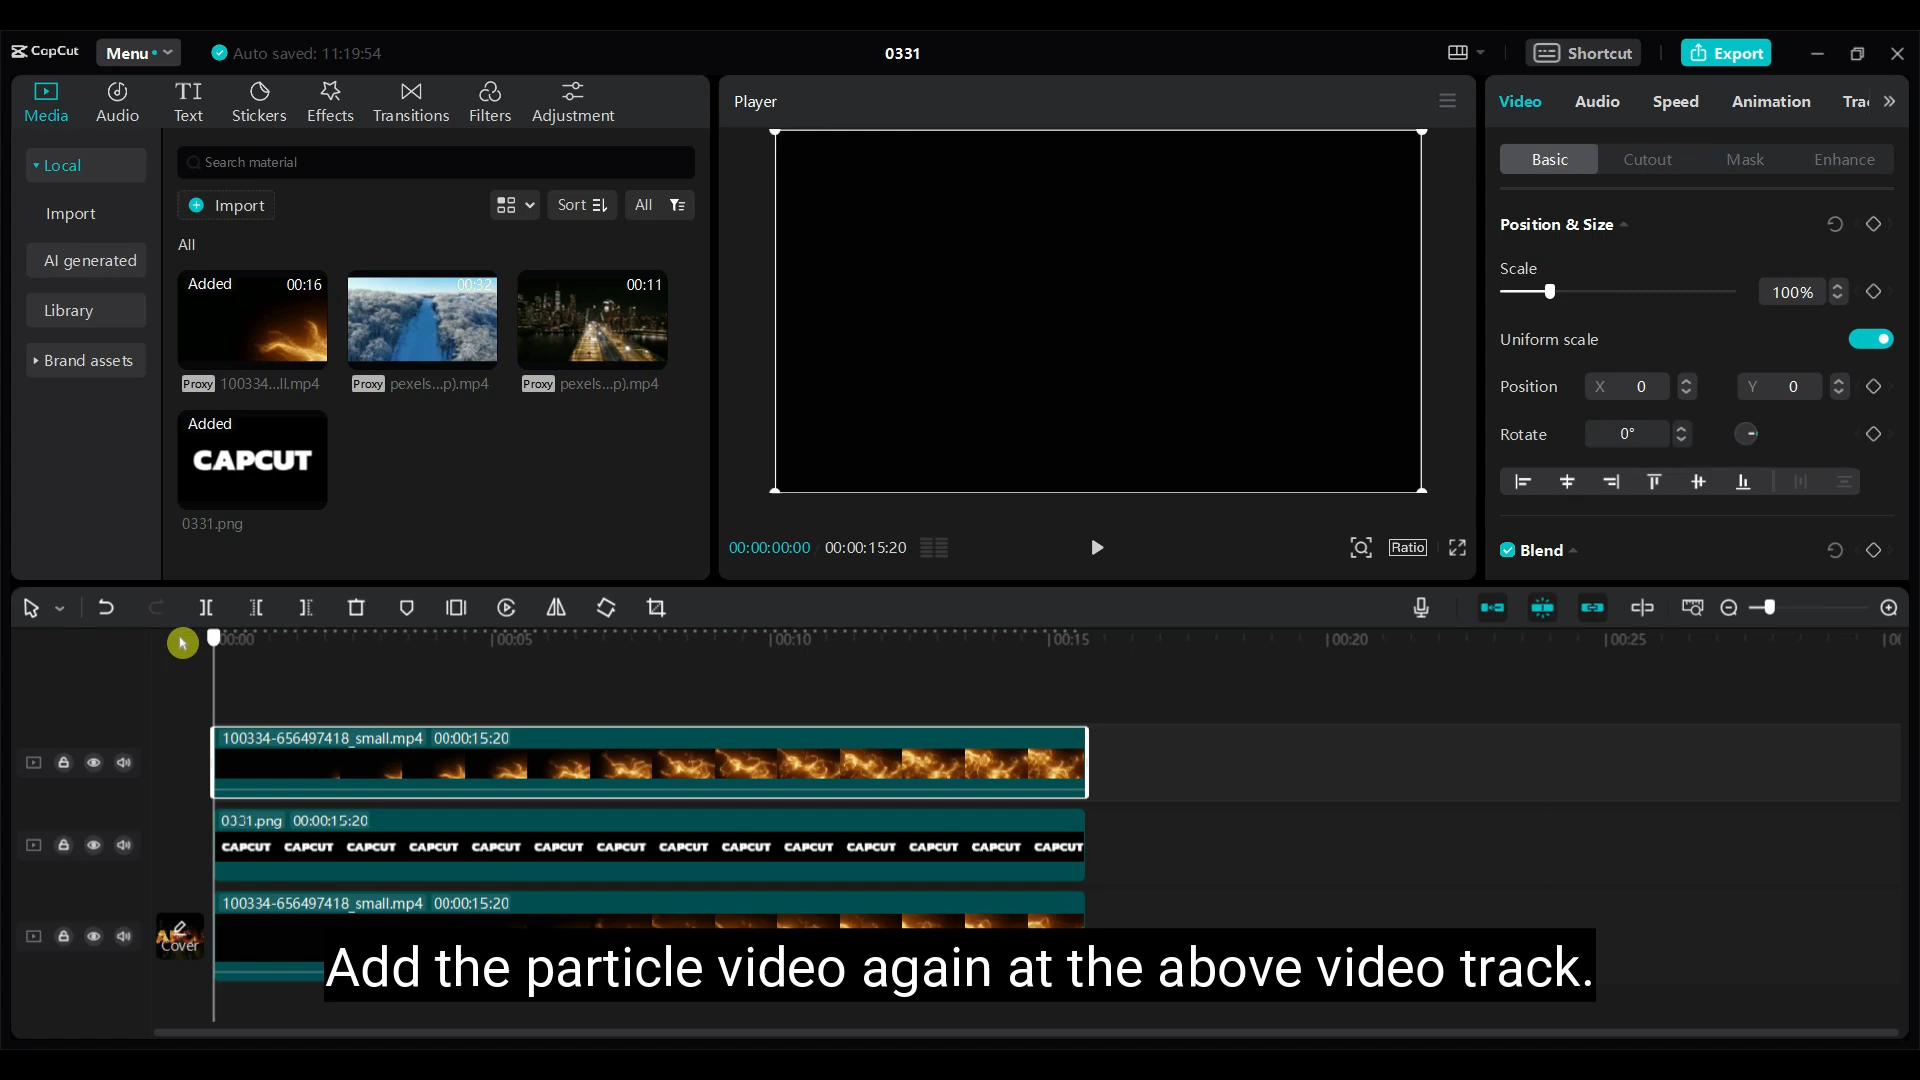 CapCut
Menu
Auto saved: 11:19:54
0331
Shortcut
Export
Media
Audio
Text
Stickers
Effects
Transitions
Filters
Adjustment
Local
Import
AI generated
Library
Brand assets
Search material
Import
Sort
All
All
Added
00:16
00:32
00:11
Proxy 100334...ll.mp4
Proxy pexels...p).mp4
Proxy pexels...p).mp4
Added
CAPCUT
0331.png
Player
00:00:00:00
00:00:15:20
Ratio
Video
Audio
Speed
Animation
Trac
Basic
Cutout
Mask
Enhance
Position & Size
Scale
100%
Uniform scale
Position
X 0
Y 0
Rotate
0°
Blend
00:00
00:05
00:10
00:15
00:20
00:25
100334-656497418_small.mp4 00:00:15:20
0331.png 00:00:15:20
CAPCUT CAPCUT CAPCUT CAPCUT CAPCUT CAPCUT CAPCUT CAPCUT CAPCUT CAPCUT CAPCUT CAPCUT CAPCUT CAPCUT
100334-656497418_small.mp4 00:00:15:20
Cover
Add the particle video again at the above video track.